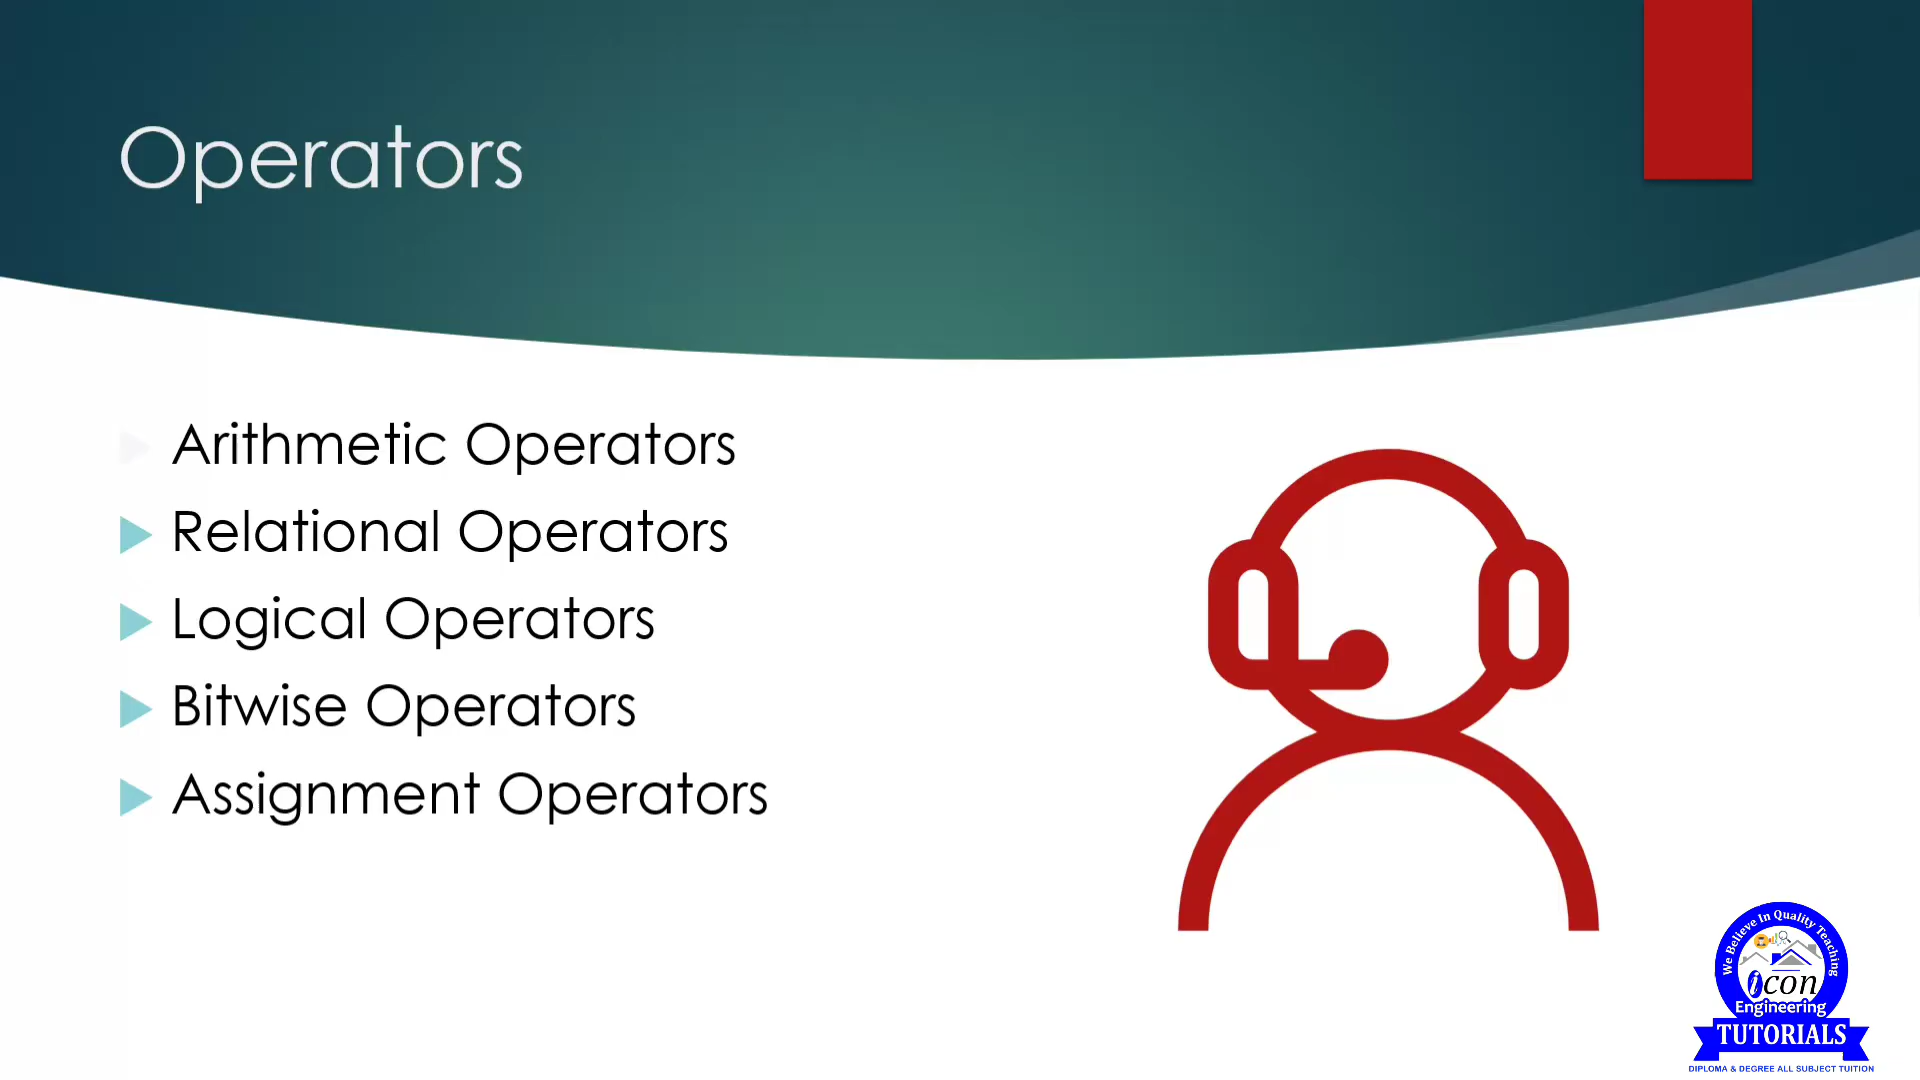 Operators
Arithmetic Operators
Relational Operators
Logical Operators
Bitwise Operators
Assignment Operators
We Believe In Quality Teaching
icon
Engineering
TUTORIALS
DIPLOMA & DEGREE ALL SUBJECT TUITION